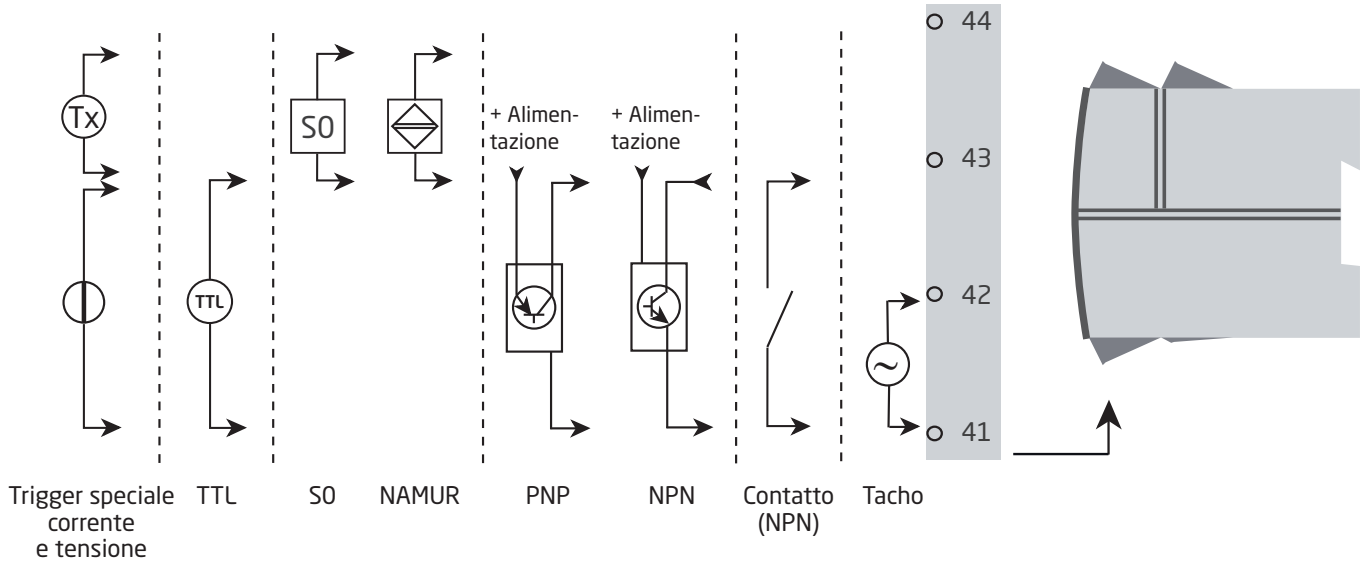 44
Tx
S0
+ Alimen-
tazione
+ Alimen-
tazione
43
TTL
42
41
Trigger speciale
corrente
e tensione
TTL
S0
NAMUR
PNP
NPN
Contatto
(NPN)
Tacho